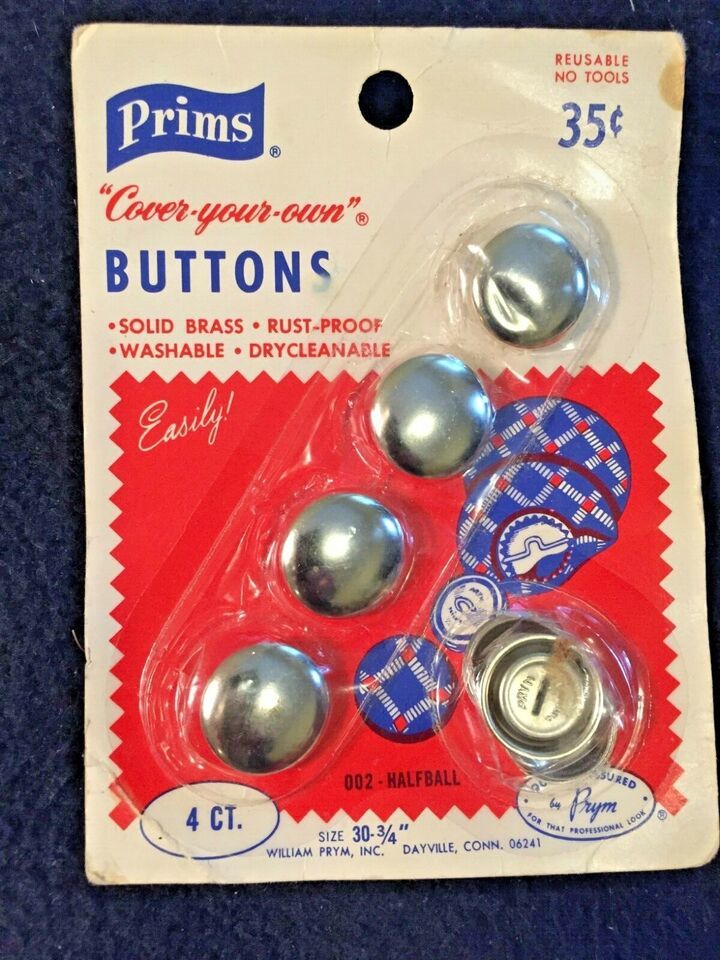 REUSABLE
NO TOOLS
Prims ®
35¢
"Cover-your-own"®
BUTTONS
• SOLID BRASS • RUST-PROOF
• WASHABLE • DRYCLEANABLE
Easily!
002 - HALFBALL
by Prym ®
FOR THAT PROFESSIONAL LOOK
4 CT.
SIZE 30-3/4"
WILLIAM PRYM, INC. DAYVILLE, CONN. 06241